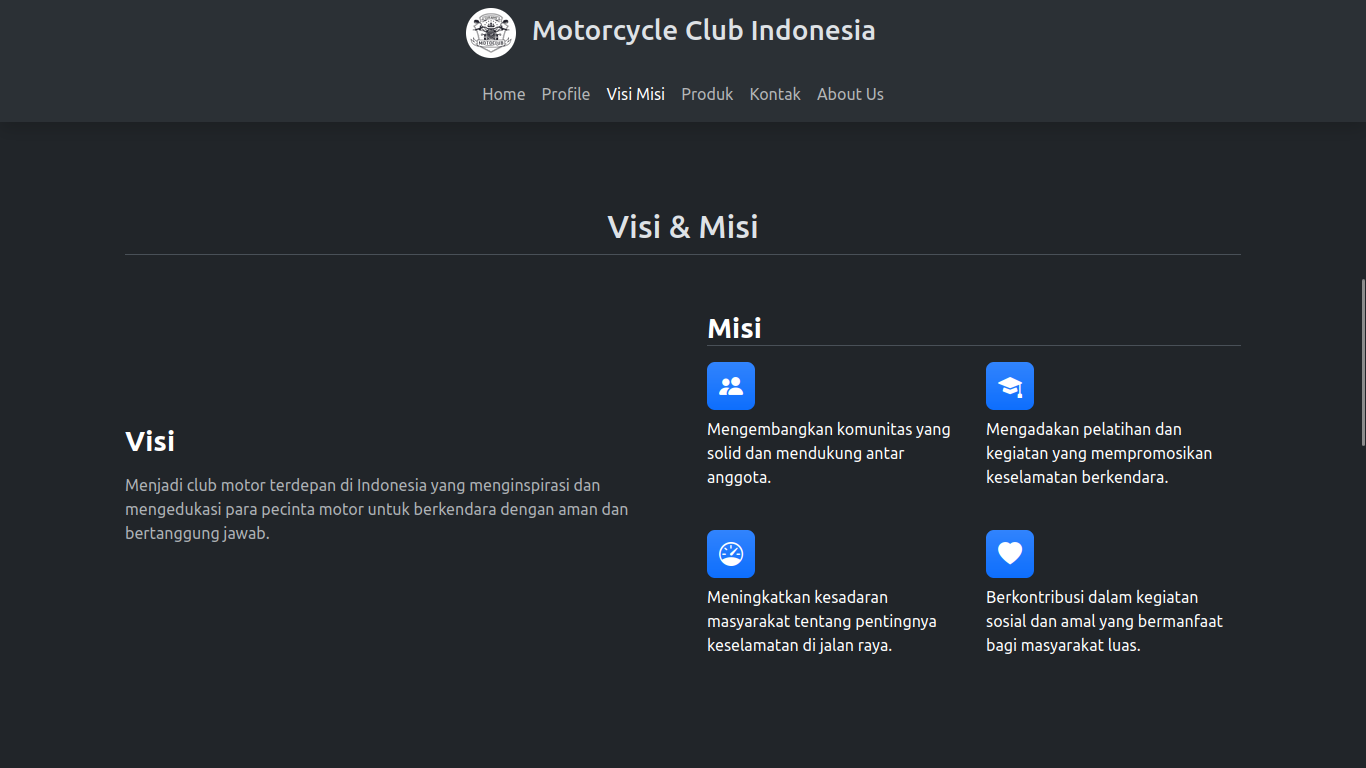 MOTOCLUB
Motorcycle Club Indonesia
Home Profile Visi Misi Produk Kontak About Us
Visi & Misi
Visi
Menjadi club motor terdepan di Indonesia yang menginspirasi dan
mengedukasi para pecinta motor untuk berkendara dengan aman dan
bertanggung jawab.
Misi
Mengembangkan komunitas yang
solid dan mendukung antar
anggota.
Mengadakan pelatihan dan
kegiatan yang mempromosikan
keselamatan berkendara.
Meningkatkan kesadaran
masyarakat tentang pentingnya
keselamatan di jalan raya.
Berkontribusi dalam kegiatan
sosial dan amal yang bermanfaat
bagi masyarakat luas.